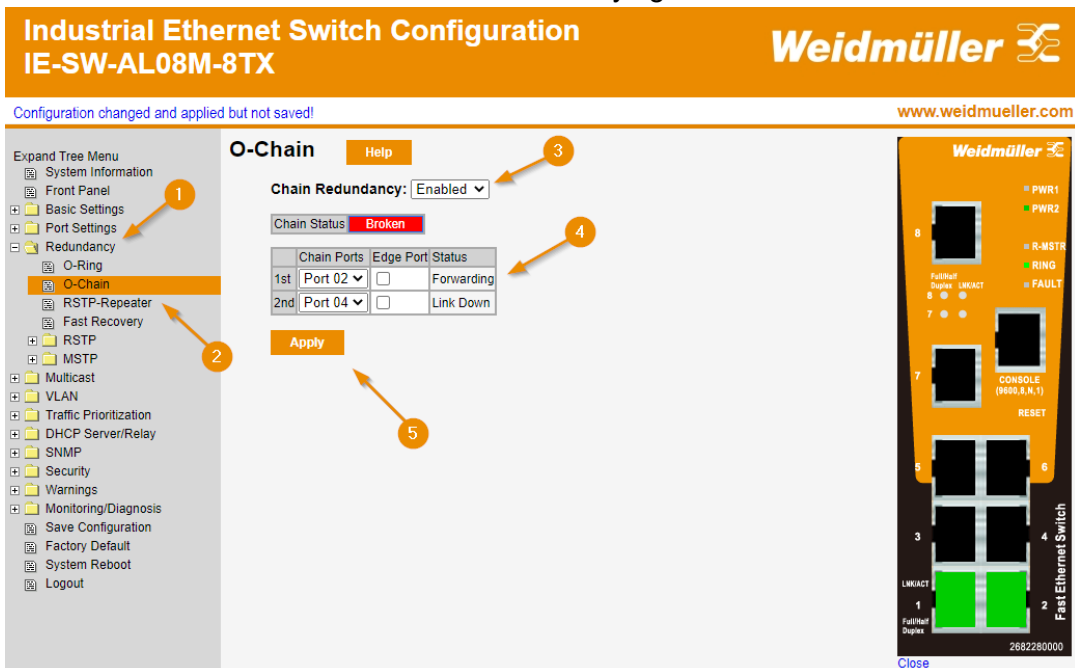 Industrial Ethernet Switch Configuration
IE-SW-AL08M-8TX
Weidmüller
Configuration changed and applied but not saved!
www.weidmueller.com
Expand Tree Menu
System Information
Front Panel
Basic Settings
Port Settings
Redundancy
O-Ring
O-Chain
RSTP-Repeater
Fast Recovery
RSTP
MSTP
Multicast
VLAN
Traffic Prioritization
DHCP Server/Relay
SNMP
Security
Warnings
Monitoring/Diagnosis
Save Configuration
Factory Default
System Reboot
Logout
1
2
O-Chain
Help
3
Chain Redundancy: Enabled
Chain Status Broken
4
Chain Ports Edge Port Status
1st Port 02 Forwarding
2nd Port 04 Link Down
Apply
5
Weidmüller
PWR1
PWR2
8
R-MSTR
RING
FAULT
Full/Half
Duplex LNK/ACT
8
7
7
CONSOLE
(9600,8,N,1)
RESET
5 6
3 4
LNK/ACT
1 2
Full/Half
Duplex
Fast Ethernet Switch
2682280000
Close